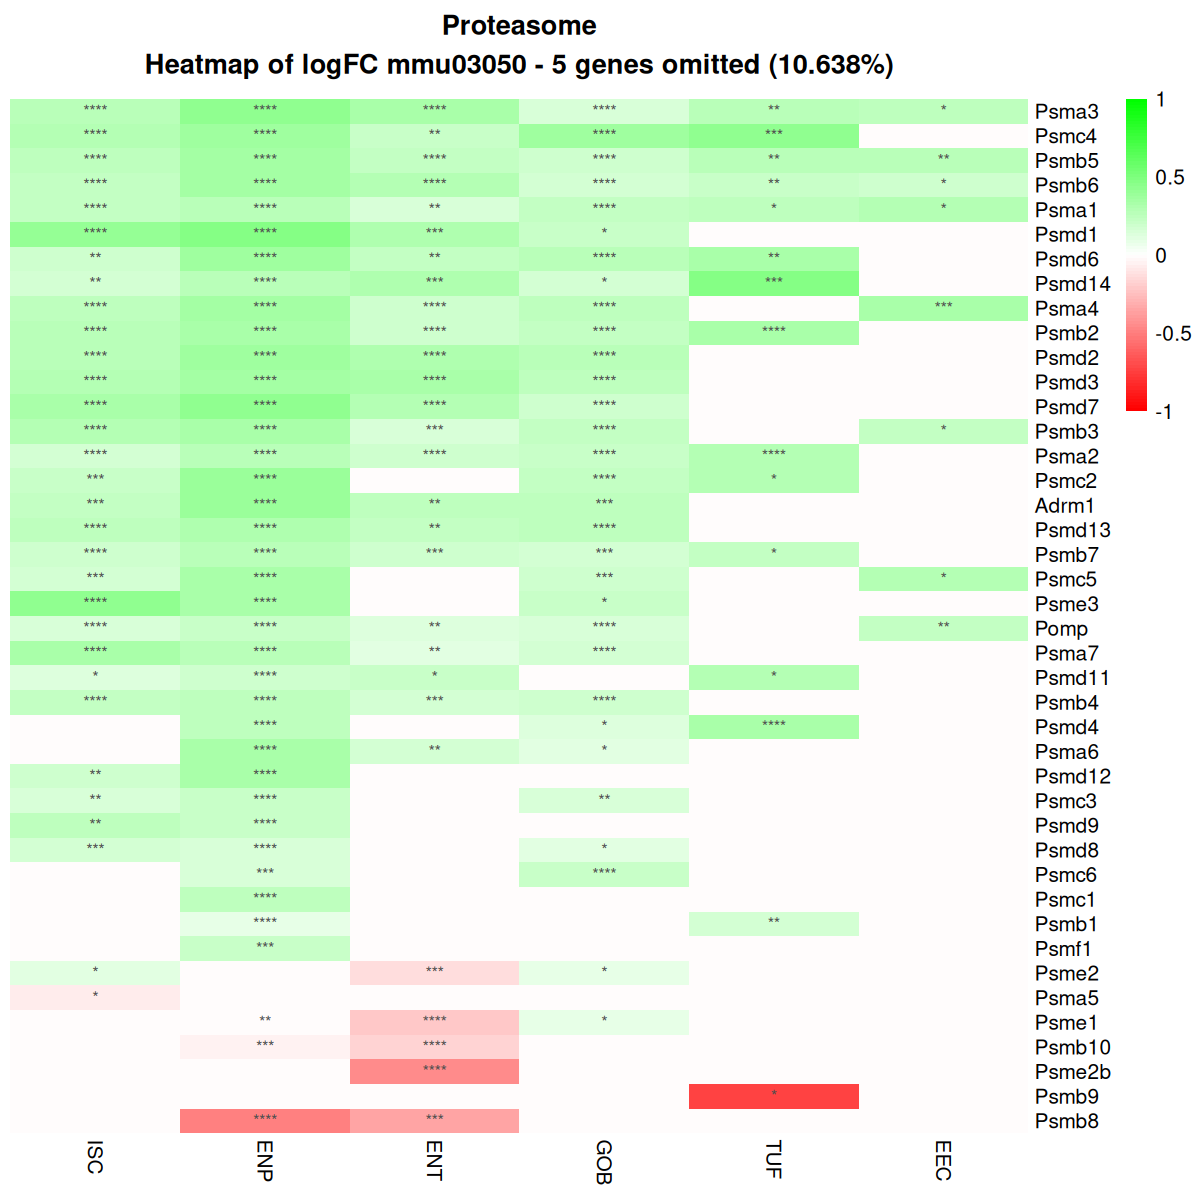 Proteasome
Heatmap of logFC mmu03050 - 5 genes omitted (10.638%)
**** **** **** **** ** * Psma3
**** **** ** **** *** Psmc4
**** **** **** **** ** ** Psmb5
**** **** **** **** ** * Psmb6
**** **** ** **** * * Psma1
**** **** *** * Psmd1
** **** ** **** ** Psmd6
** **** *** * *** Psmd14
**** **** **** **** *** Psma4
**** **** **** **** **** Psmb2
**** **** **** **** Psmd2
**** **** **** **** Psmd3
**** **** **** **** Psmd7
**** **** *** **** * Psmb3
**** **** **** **** **** Psma2
*** **** **** * Psmc2
*** **** ** *** Adrm1
**** **** ** **** Psmd13
**** **** *** *** * Psmb7
*** **** *** * Psmc5
**** **** * Psme3
**** **** ** **** ** Pomp
**** **** ** **** Psma7
* **** * * Psmd11
**** **** *** **** Psmb4
**** * **** Psmd4
**** ** * Psma6
** **** Psmd12
** **** ** Psmc3
** **** Psmd9
*** **** * Psmd8
*** **** Psmc6
**** Psmc1
**** ** Psmb1
*** Psmf1
* *** * Psme2
* Psma5
** **** * Psme1
*** **** Psmb10
**** Psme2b
* Psmb9
**** *** Psmb8
ISC ENP ENT GOB TUF EEC
1
0.5
0
-0.5
-1